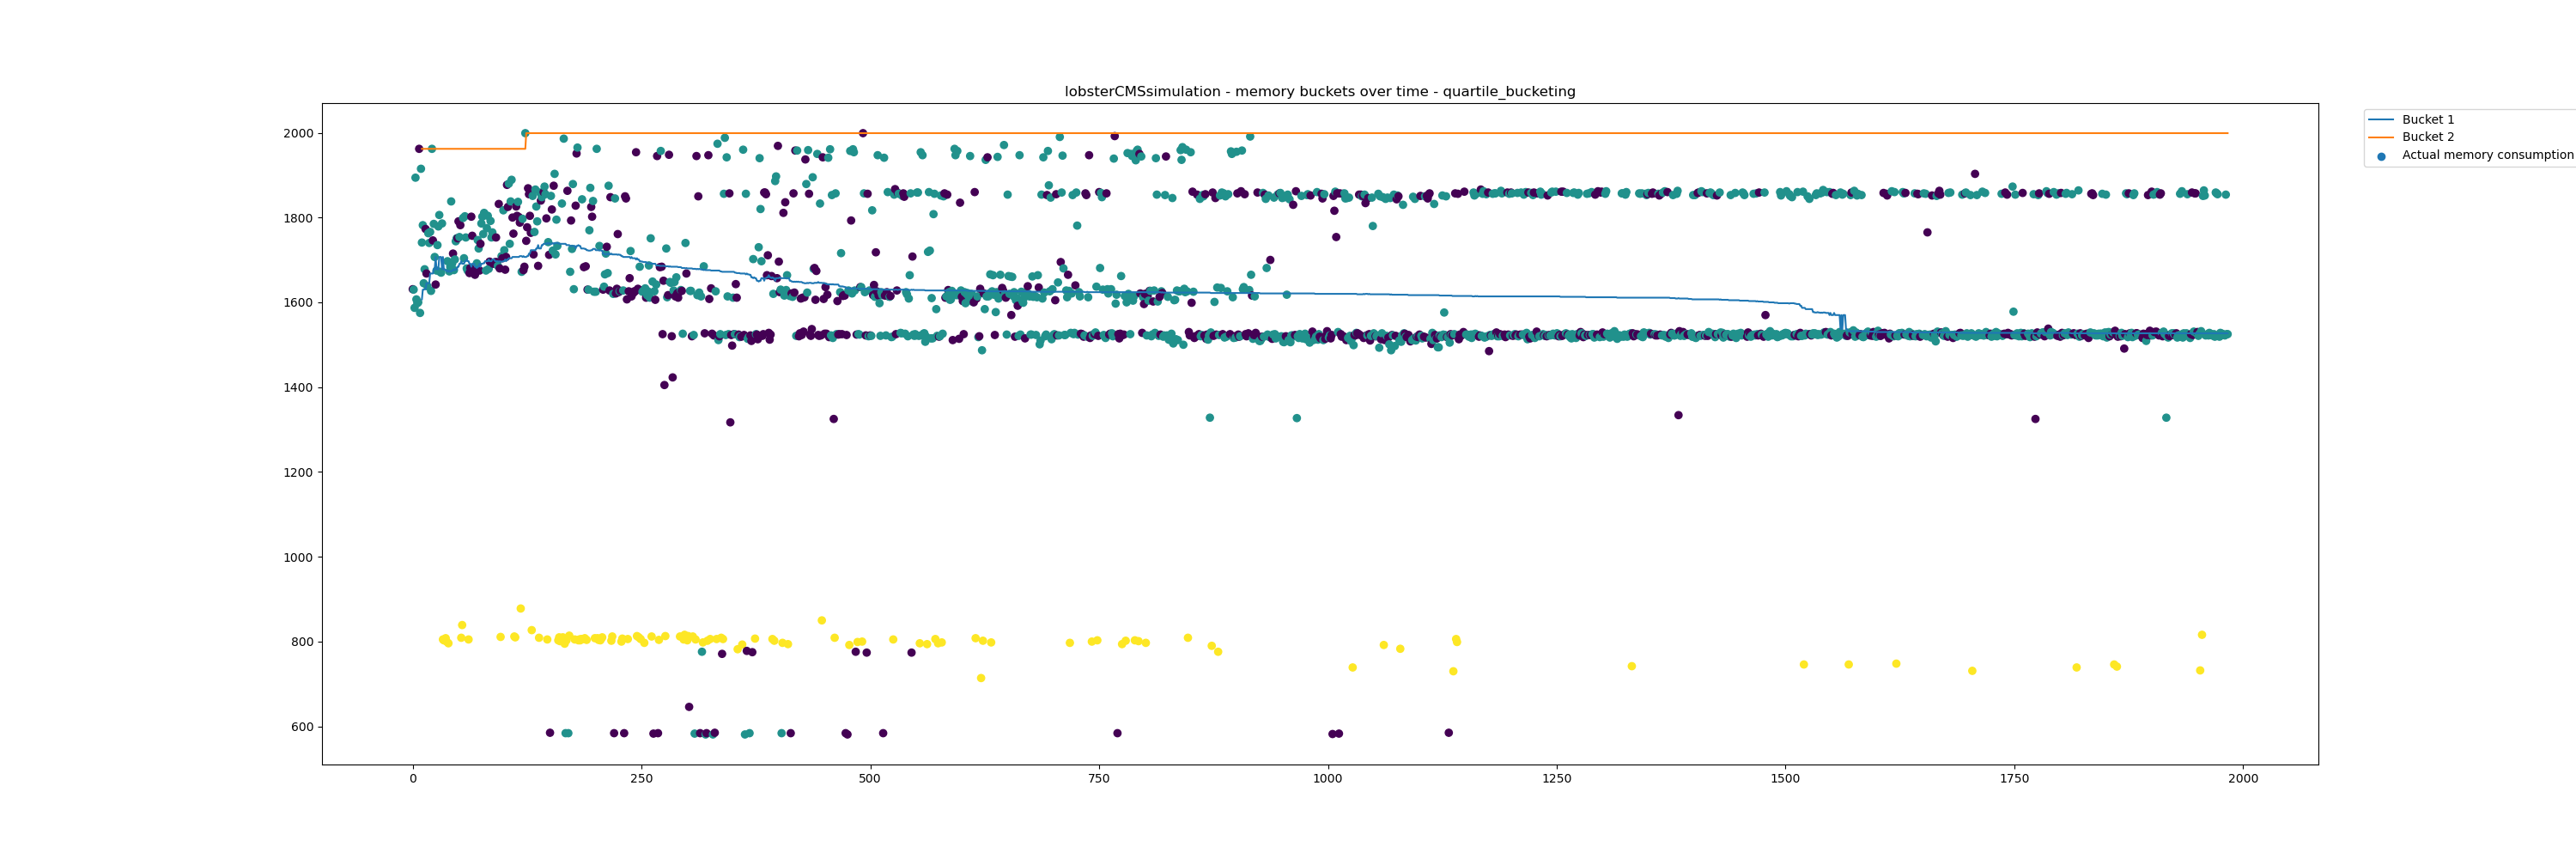 lobsterCMSsimulation - memory buckets over time - quartile_bucketing
Bucket 1
Bucket 2
Actual memory consumption
2000
1800
1600
1400
1200
1000
800
600
0 250 500 750 1000 1250 1500 1750 2000